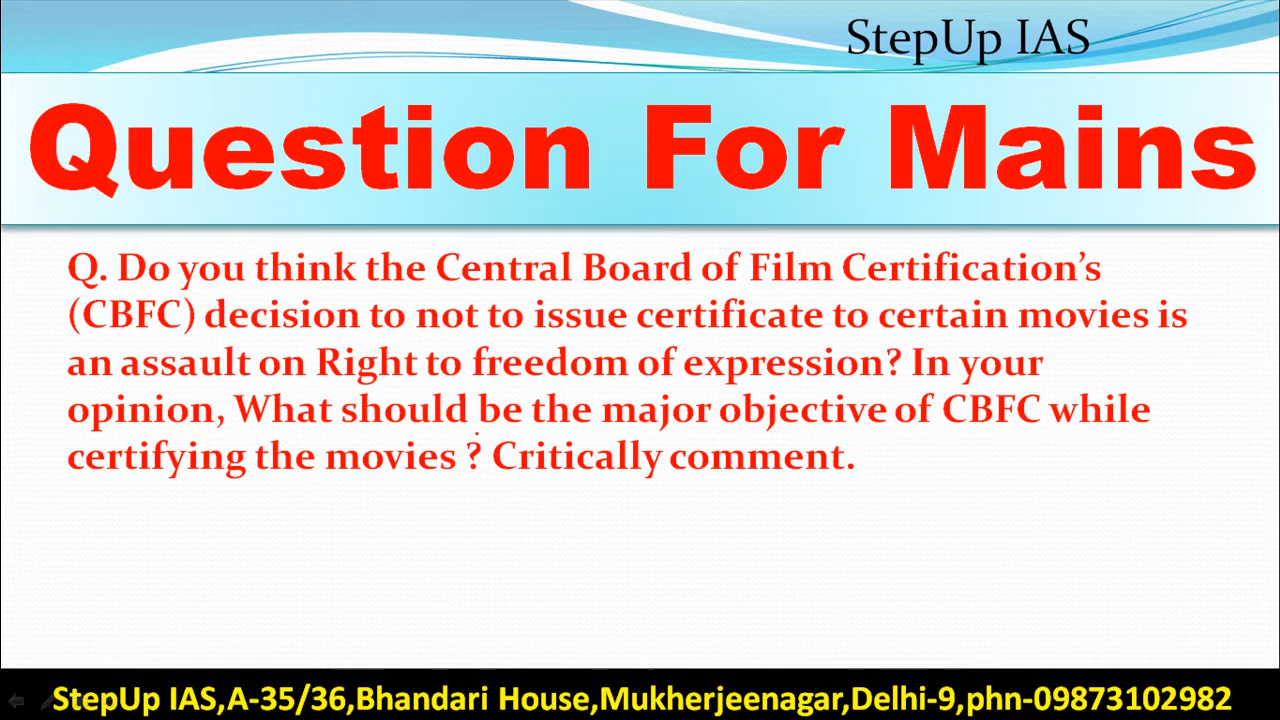 StepUp IAS
Question For Mains
Q. Do you think the Central Board of Film Certification’s
(CBFC) decision to not to issue certificate to certain movies is
an assault on Right to freedom of expression? In your
opinion, What should be the major objective of CBFC while
certifying the movies ? Critically comment.
StepUp IAS,A-35/36,Bhandari House,Mukherjeenagar,Delhi-9,phn-09873102982